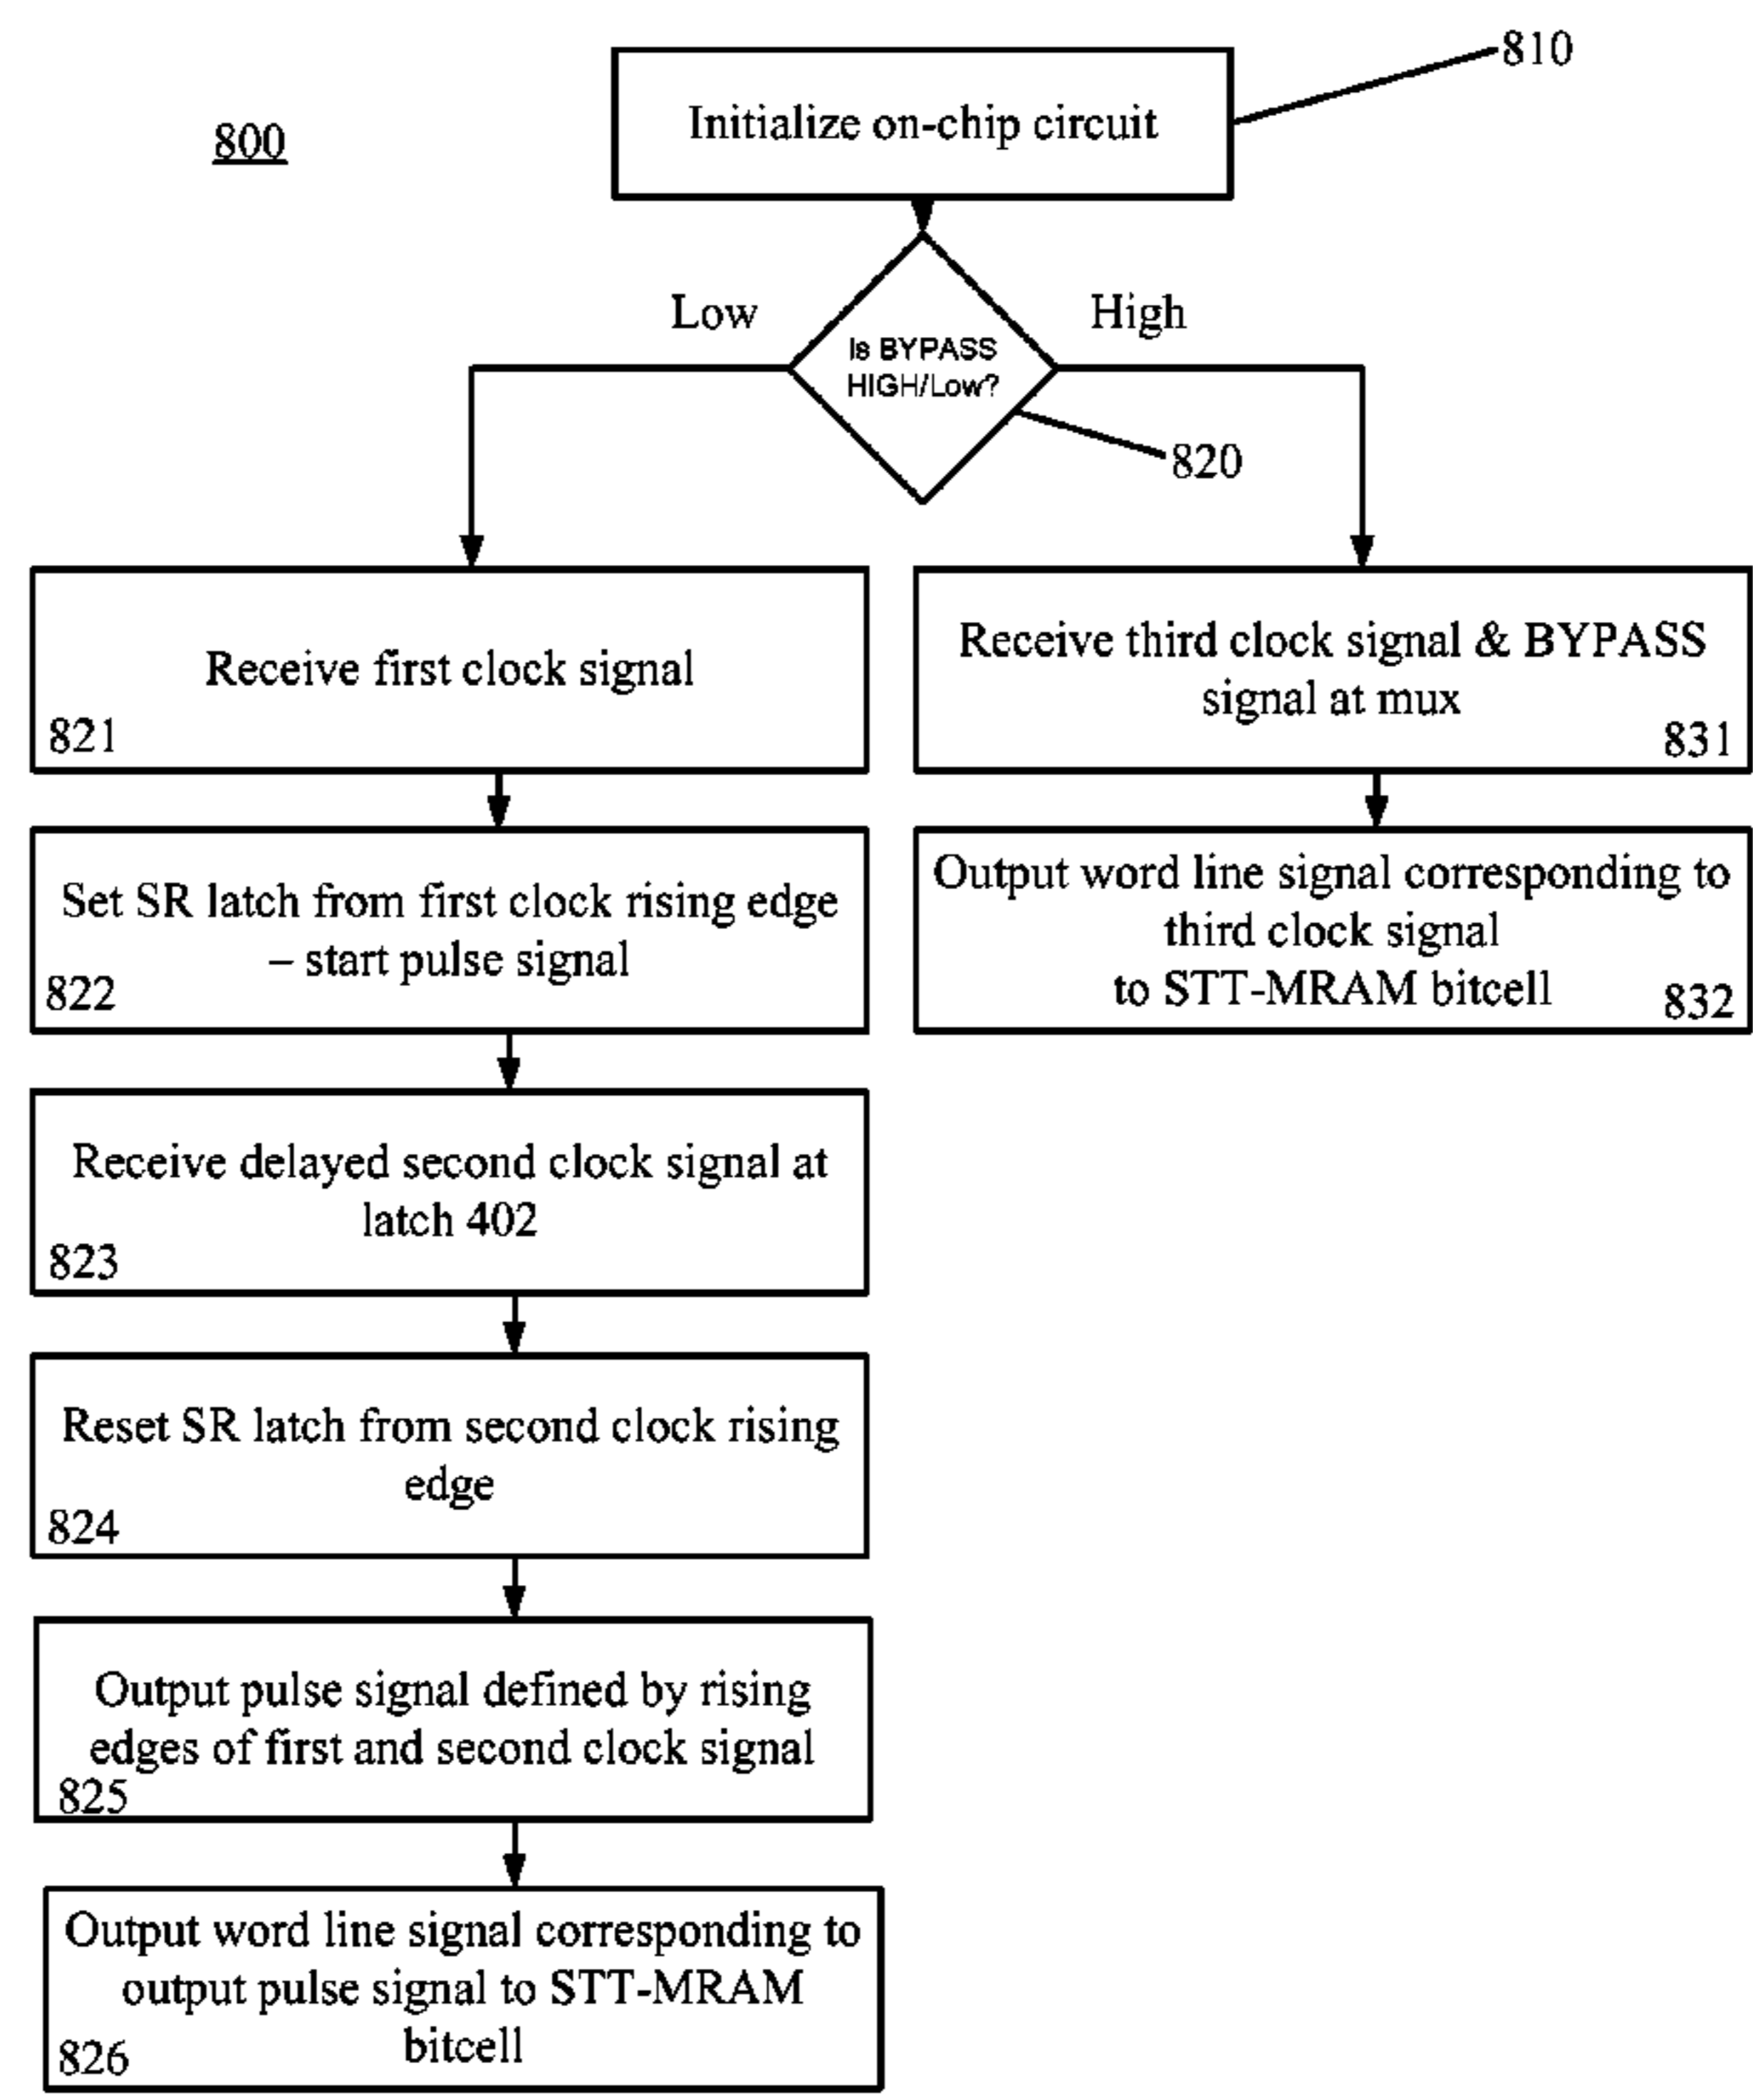 810
Initialize on-chip circuit
800
Low
High
Is BYPASS
HIGH/Low?
820
Receive first clock signal
821
Receive third clock signal & BYPASS
signal at mux
831
Set SR latch from first clock rising edge
– start pulse signal
822
Output word line signal corresponding to
third clock signal
to STT-MRAM bitcell
832
Receive delayed second clock signal at
latch 402
823
Reset SR latch from second clock rising
edge
824
Output pulse signal defined by rising
edges of first and second clock signal
825
Output word line signal corresponding to
output pulse signal to STT-MRAM
bitcell
826